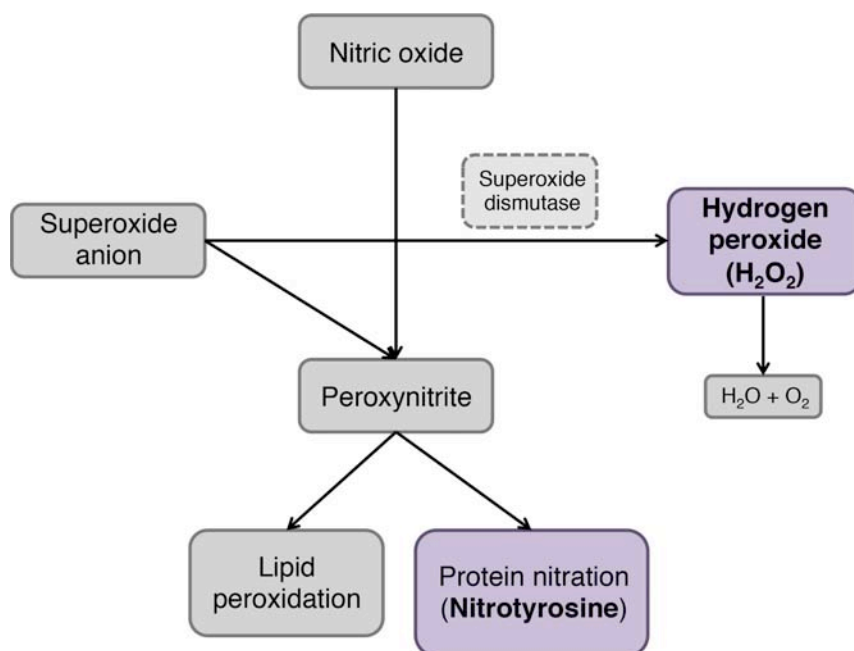 Nitric oxide
Superoxide
dismutase
Superoxide
anion
Hydrogen
peroxide
(H₂O₂)
Peroxynitrite
H₂O + O₂
Lipid
peroxidation
Protein nitration
(Nitrotyrosine)